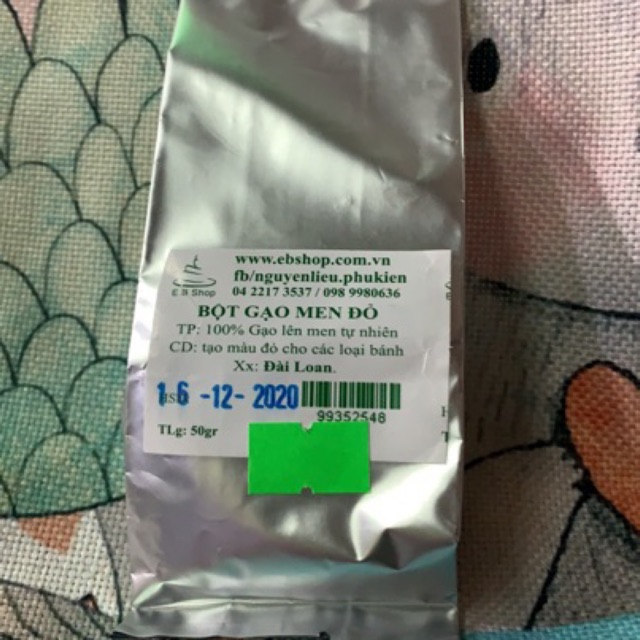 www.ebshop.com.vn
fb/nguyenlieu.phukien
04 2217 3537 / 098 9980636
E B Shop
BỘT GẠO MEN ĐỎ
TP: 100% Gạo lên men tự nhiên
CD: tạo màu đỏ cho các loại bánh
Xx: Đài Loan.
16 -12- 2020
99352548
TLg: 50gr